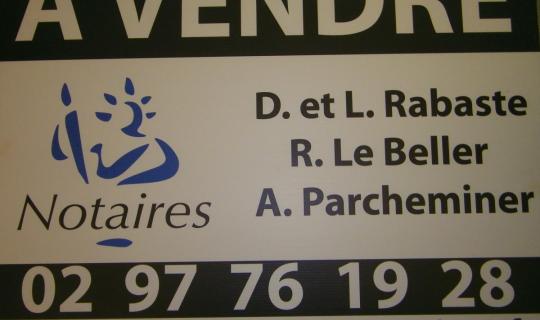 A VENDRE
D. et L. Rabaste
R. Le Beller
A. Parcheminer
Notaires
02 97 76 19 28